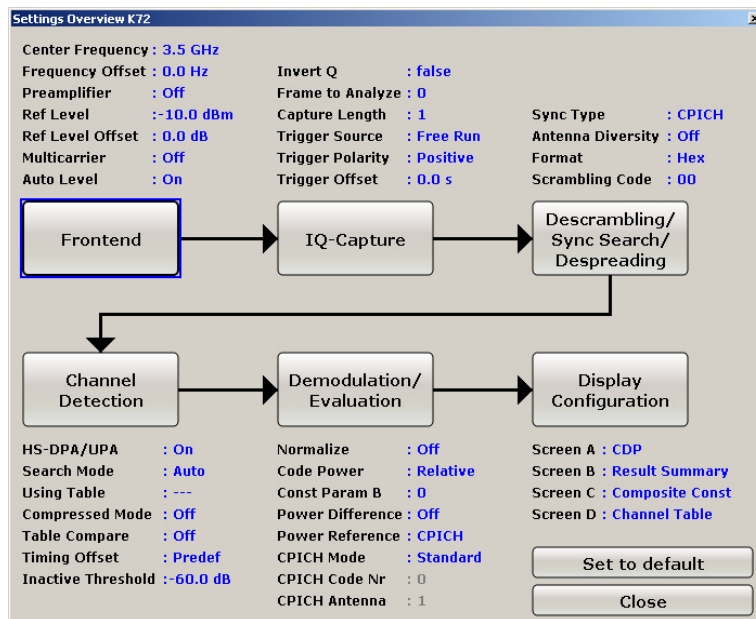 Settings Overview K72
Center Frequency : 3.5 GHz
Frequency Offset : 0.0 Hz
Preamplifier : Off
Ref Level :-10.0 dBm
Ref Level Offset : 0.0 dB
Multicarrier : Off
Auto Level : On
Invert Q : false
Frame to Analyze : 0
Capture Length : 1
Trigger Source : Free Run
Trigger Polarity : Positive
Trigger Offset : 0.0 s
Sync Type : CPICH
Antenna Diversity : Off
Format : Hex
Scrambling Code : 00
Frontend
IQ-Capture
Descrambling/
Sync Search/
Despreading
Channel
Detection
Demodulation/
Evaluation
Display
Configuration
HS-DPA/UPA : On
Search Mode : Auto
Using Table : ---
Compressed Mode : Off
Table Compare : Off
Timing Offset : Predef
Inactive Threshold :-60.0 dB
Normalize : Off
Code Power : Relative
Const Param B : 0
Power Difference : Off
Power Reference : CPICH
CPICH Mode : Standard
CPICH Code Nr : 0
CPICH Antenna : 1
Screen A : CDP
Screen B : Result Summary
Screen C : Composite Const
Screen D : Channel Table
Set to default
Close